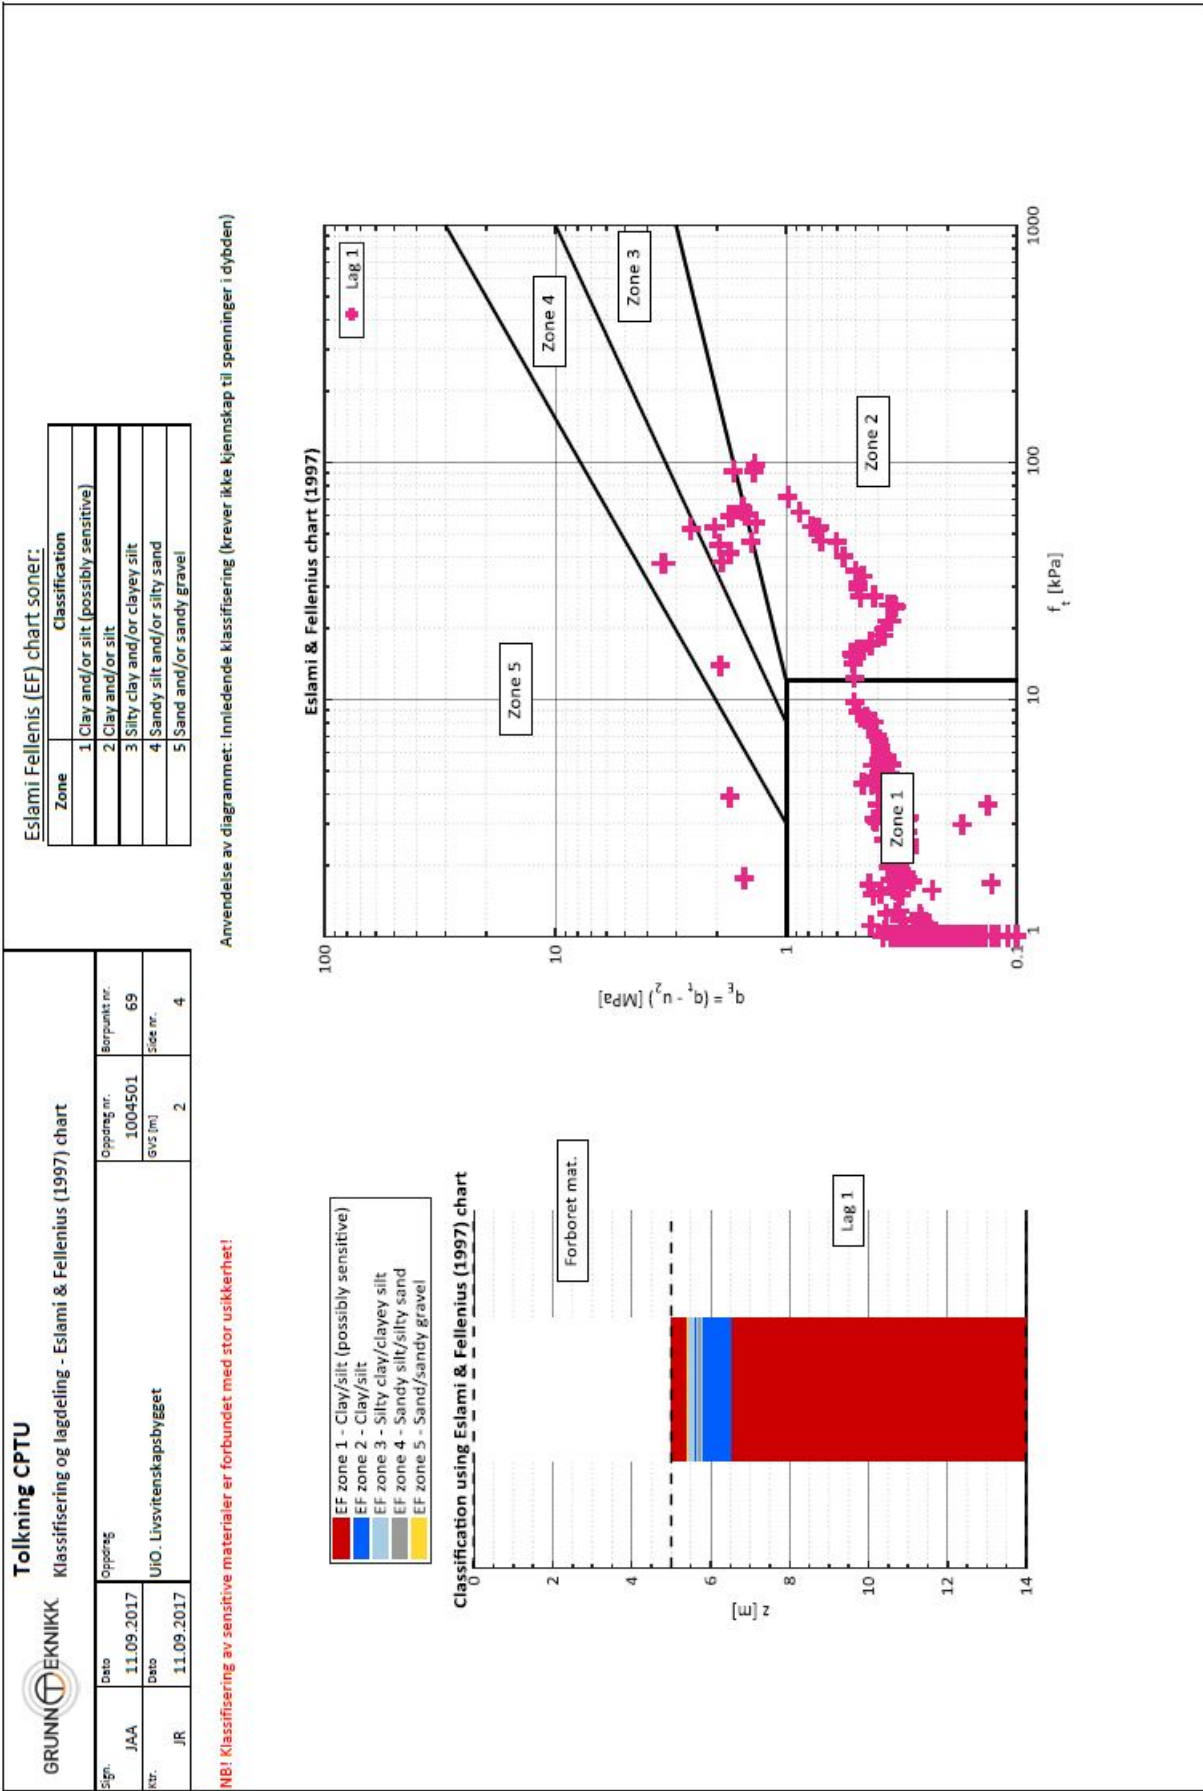 GRUNNTEKNIKK
Tolkning CPTU
Klassifisering og lagdeling - Eslami & Fellenius (1997) chart
Sign. Dato Oppdrag Oppdrag nr. Borpunkt nr.
JAA 11.09.2017 1004501 69
Ktr. Dato UiO. Livsvitenskapsbygget GVS [m] Side nr.
JR 11.09.2017 2 4
Eslami Fellenis (EF) chart soner:
Zone Classification
1 Clay and/or silt (possibly sensitive)
2 Clay and/or silt
3 Silty clay and/or clayey silt
4 Sandy silt and/or silty sand
5 Sand and/or sandy gravel
NB! Klassifisering av sensitive materialer er forbundet med stor usikkerhet!
Anvendelse av diagrammet: Innledende klassifisering (krever ikke kjennskap til spenninger i dybden)
EF zone 1 - Clay/silt (possibly sensitive)
EF zone 2 - Clay/silt
EF zone 3 - Silty clay/clayey silt
EF zone 4 - Sandy silt/silty sand
EF zone 5 - Sand/sandy gravel
Classification using Eslami & Fellenius (1997) chart
0
2
4
6
8
10
12
14
z [m]
Forboret mat.
Lag 1
Eslami & Fellenius chart (1997)
Lag 1
100
10
1
0.1
q_E = (q_t - u_2) [MPa]
Zone 5
Zone 4
Zone 3
Zone 2
Zone 1
1 10 100 1000
f_t [kPa]